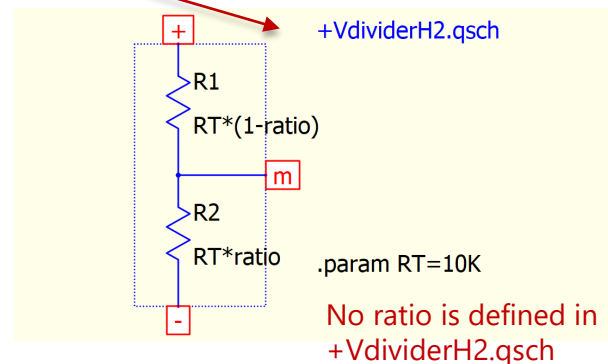 +
+VdividerH2.qsch
R1
RT*(1-ratio)
m
R2
RT*ratio
.param RT=10K
-
No ratio is defined in
+VdividerH2.qsch